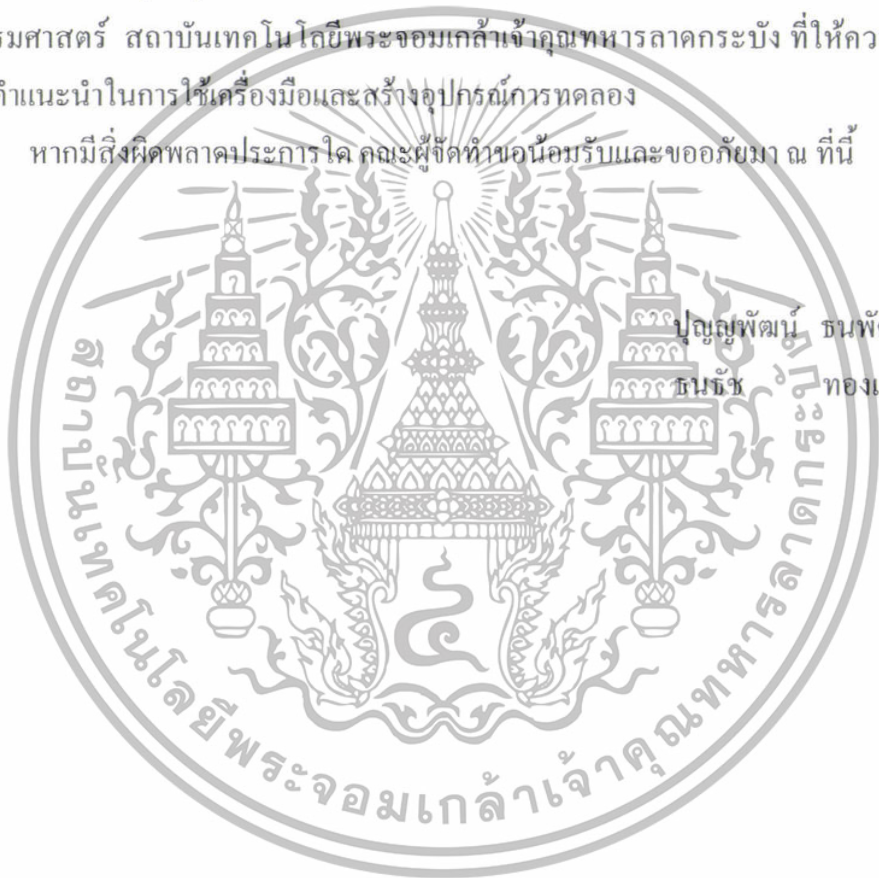 รมศาสตร์ สถาบันเทคโนโลยีพระจอมเกล้าเจ้าคุณทหารลาดกระบัง ที่ให้คว
คำแนะนำในการใช้เครื่องมือและสร้างอุปกรณ์การทดลอง
หากมีสิ่งผิดพลาดประการใด คณะผู้จัดทำขอน้อมรับและขออภัยมา ณ ที่นี้
ปุญญพัฒน์ ธนพั
ธนธัช ทอง
สถาบันเทคโนโลยีพระจอมเกล้าเจ้าคุณทหารลาดกระบัง
๔